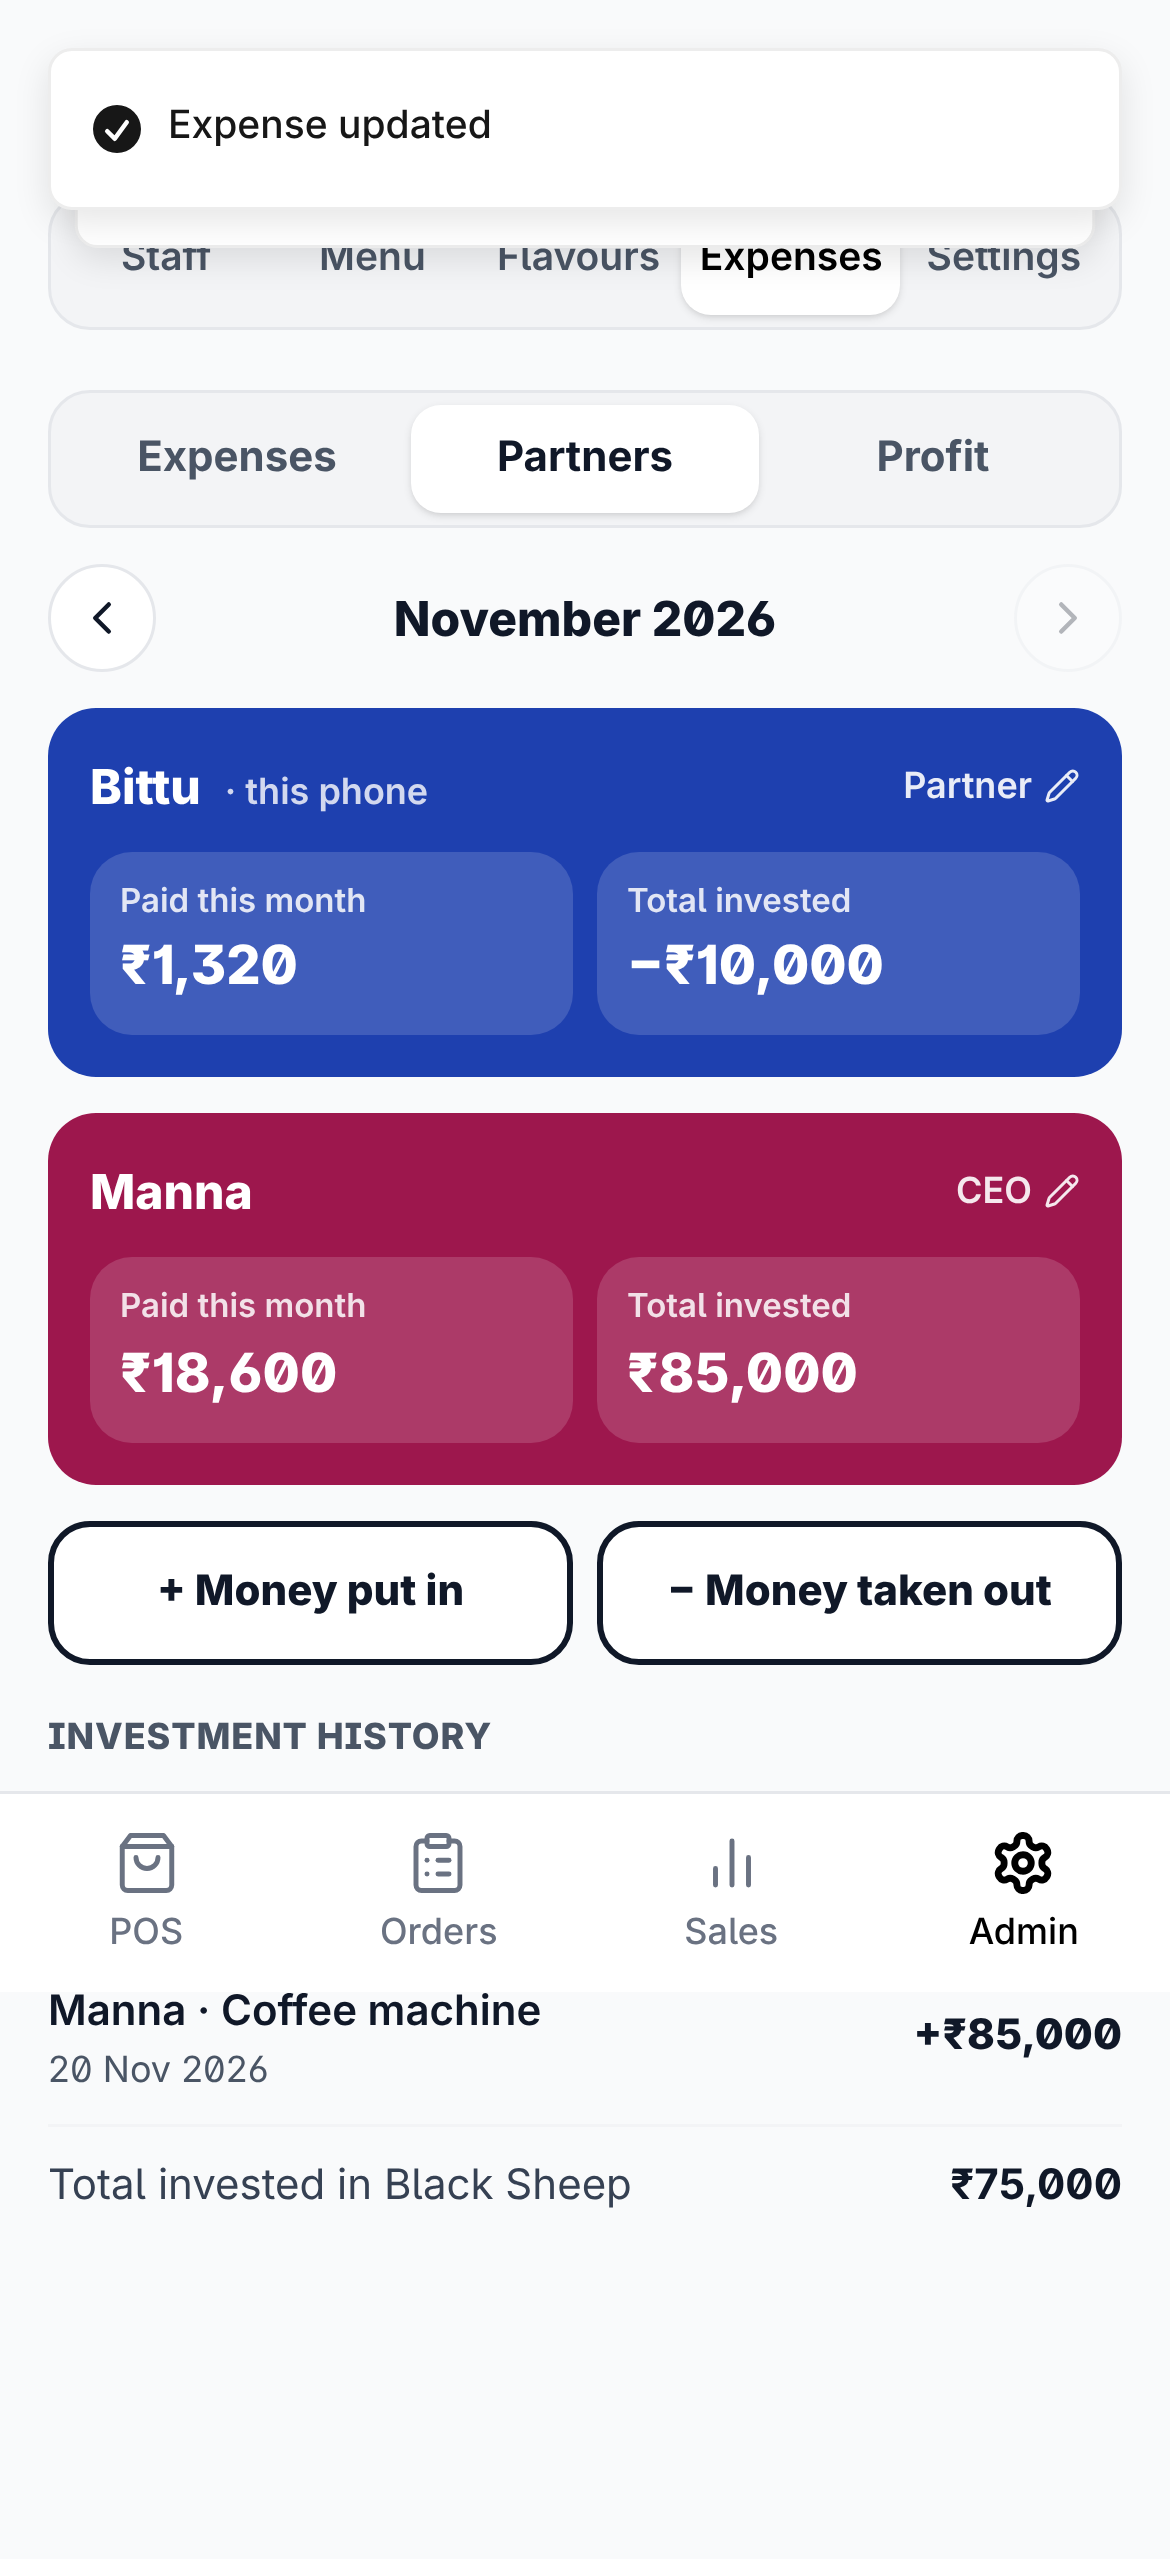 Expense updated
Staff Menu Flavours Expenses Settings
Expenses Partners Profit
November 2026
Bittu · this phone Partner
Paid this month Total invested
₹1,320 −₹10,000
Manna CEO
Paid this month Total invested
₹18,600 ₹85,000
+ Money put in − Money taken out
INVESTMENT HISTORY
POS Orders Sales Admin
Manna · Coffee machine +₹85,000
20 Nov 2026
Total invested in Black Sheep ₹75,000